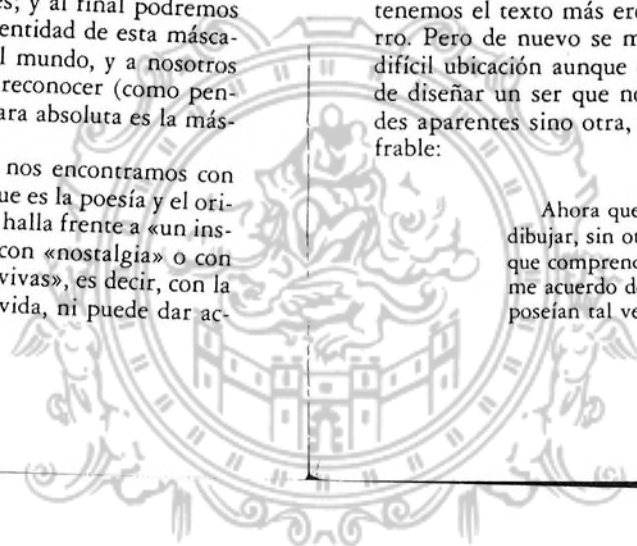 es; y al final podremos
entidad de esta másca-
l mundo, y a nosotros
reconocer (como pen-
ara absoluta es la más-
nos encontramos con
ue es la poesía y el ori-
halla frente a «un ins-
con «nostalgia» o con
vivas», es decir, con la
vida, ni puede dar ac-
tenemos el texto más ero
rro. Pero de nuevo se m
difícil ubicación aunque
de diseñar un ser que no
des aparentes sino otra,
frable:
Ahora que
dibujar, sin ot
que comprend
me acuerdo de
poseían tal ve